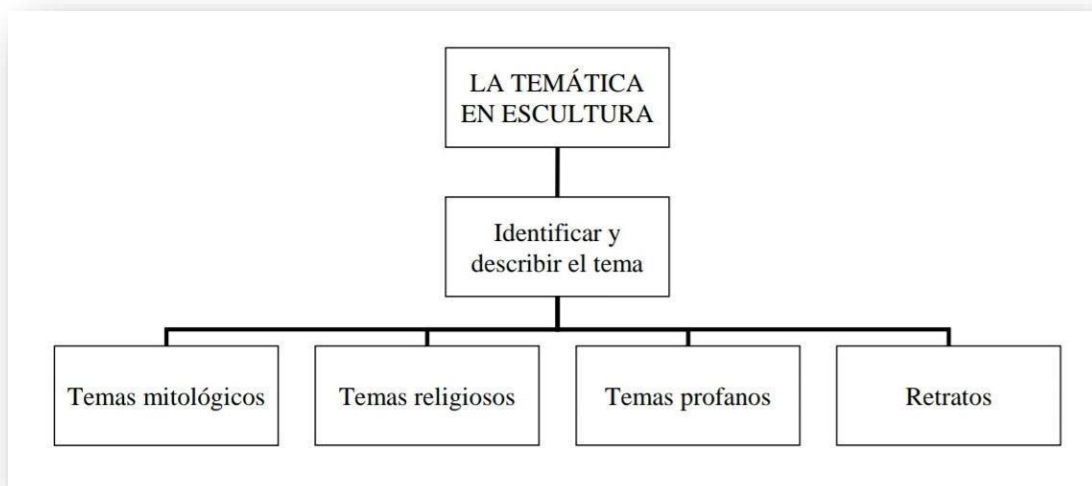 LA TEMÁTICA
EN ESCULTURA
Identificar y
describir el tema
Temas mitológicos
Temas religiosos
Temas profanos
Retratos